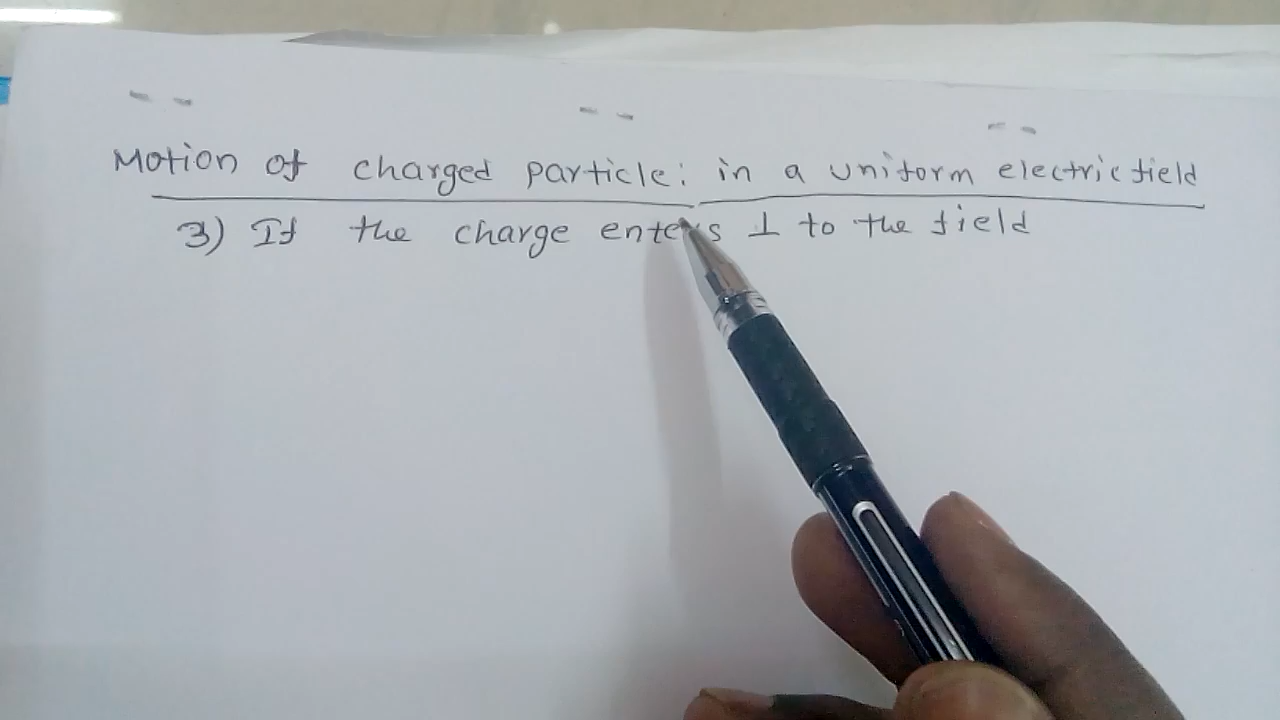 Motion of charged particle: in a uniform electric field
3) If the charge enters ⊥ to the field